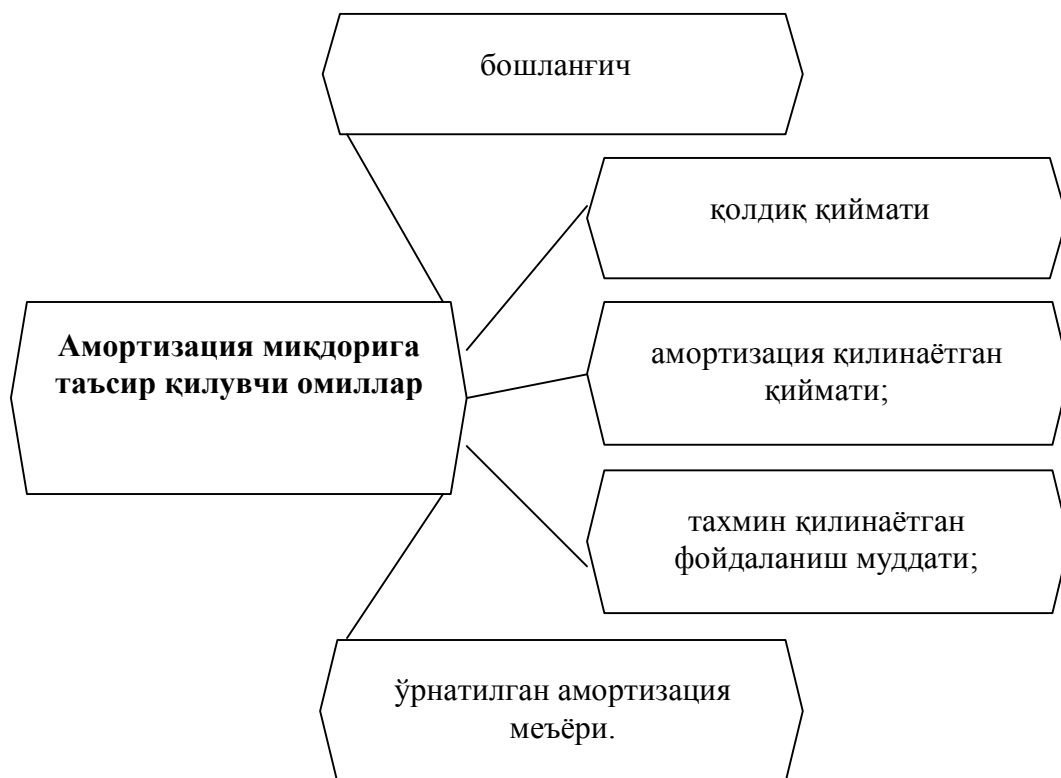 бошланғич
қолдиқ қиймати
Амортизация миқдорига
таъсир қилувчи омиллар
амортизация қилинаётган
қиймати;
тахмин қилинаётган
фойдаланиш муддати;
ўрнатилган амортизация
меъёри.